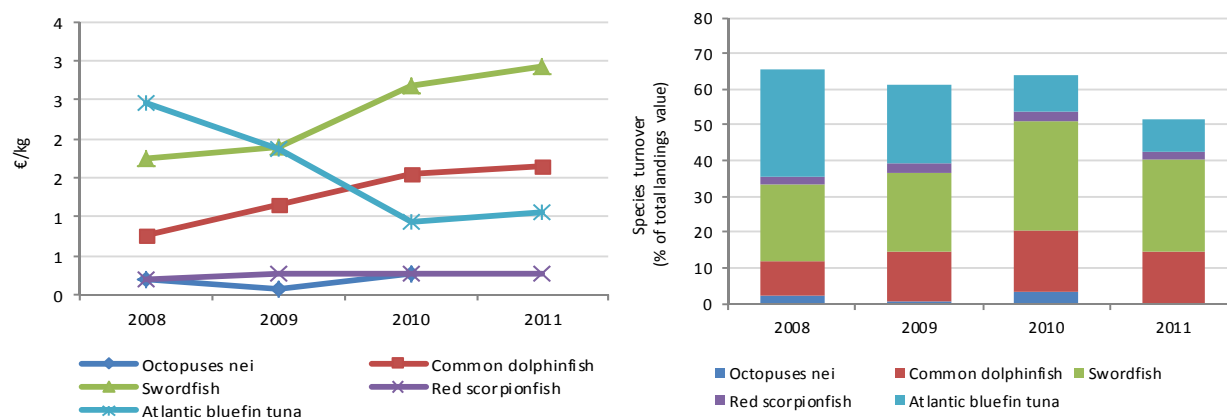 4
3
3
2
2
1
1
0
€/kg
2008 2009 2010 2011
Octopuses nei Common dolphinfish
Swordfish Red scorpionfish
Atlantic bluefin tuna
80
70
60
50
40
30
20
10
0
Species turnover
(% of total landings value)
2008 2009 2010 2011
Octopuses nei Common dolphinfish Swordfish
Red scorpionfish Atlantic bluefin tuna